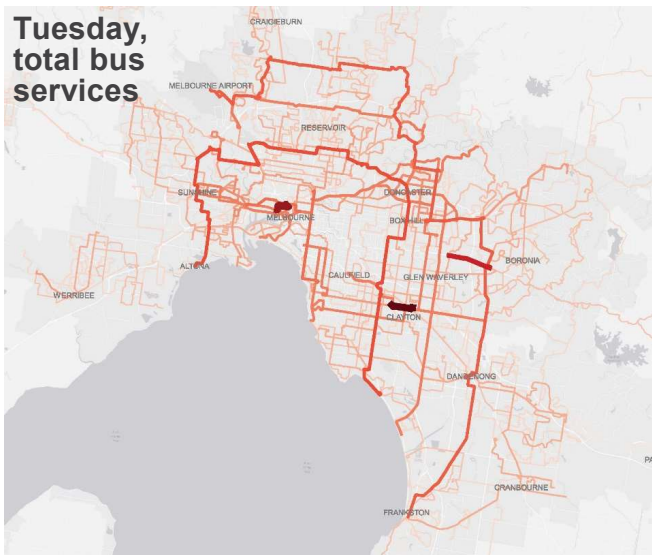 Tuesday,
total bus
services
CRAIGIEBURN
MELBOURNE AIRPORT
RESERVOIR
SUNSHINE
DONCASTER
MELBOURNE
BOX HILL
BORONIA
ALTONA
CAULFIELD
GLEN WAVERLEY
WERRIBEE
CLAYTON
DANDENONG
PA
CRANBOURNE
FRANKSTON